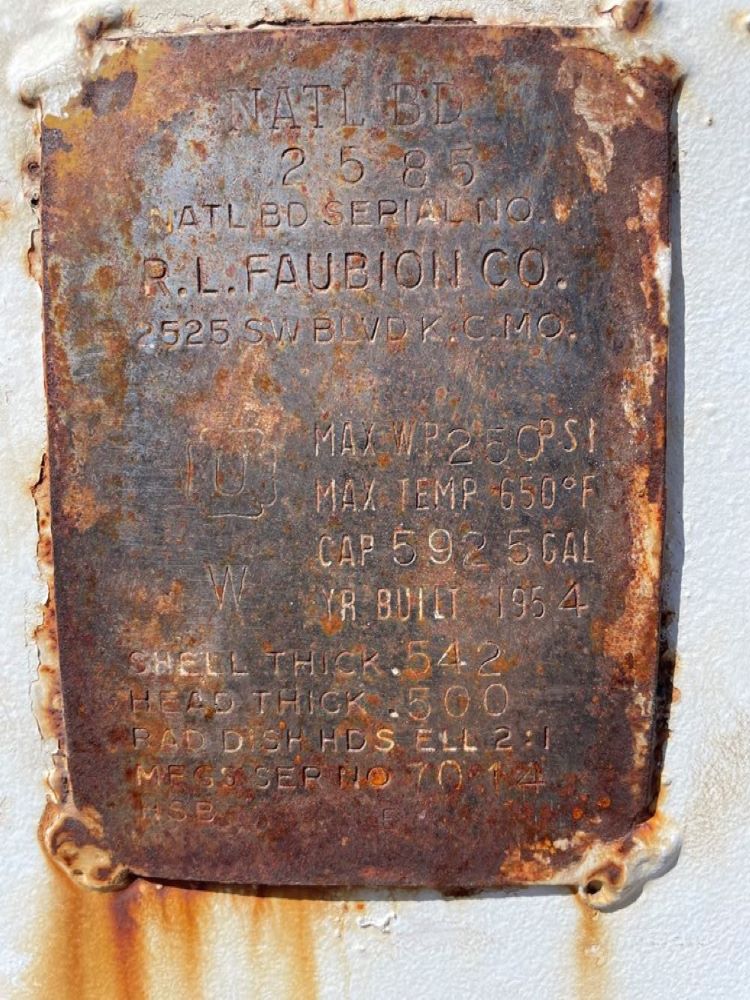 NATL BD
2585
NATL BD SERIAL NO.
R.L. FAUBION CO.
2525 SW BLVD K.C. MO.
MAX WP 250 PSI
U
MAX TEMP 650°F
CAP 5925 GAL
W
YR BUILT 1954
SHELL THICK .542
HEAD THICK .500
RAD DISH HDS ELL 2:1
MFGS SER NO 7014
HSB